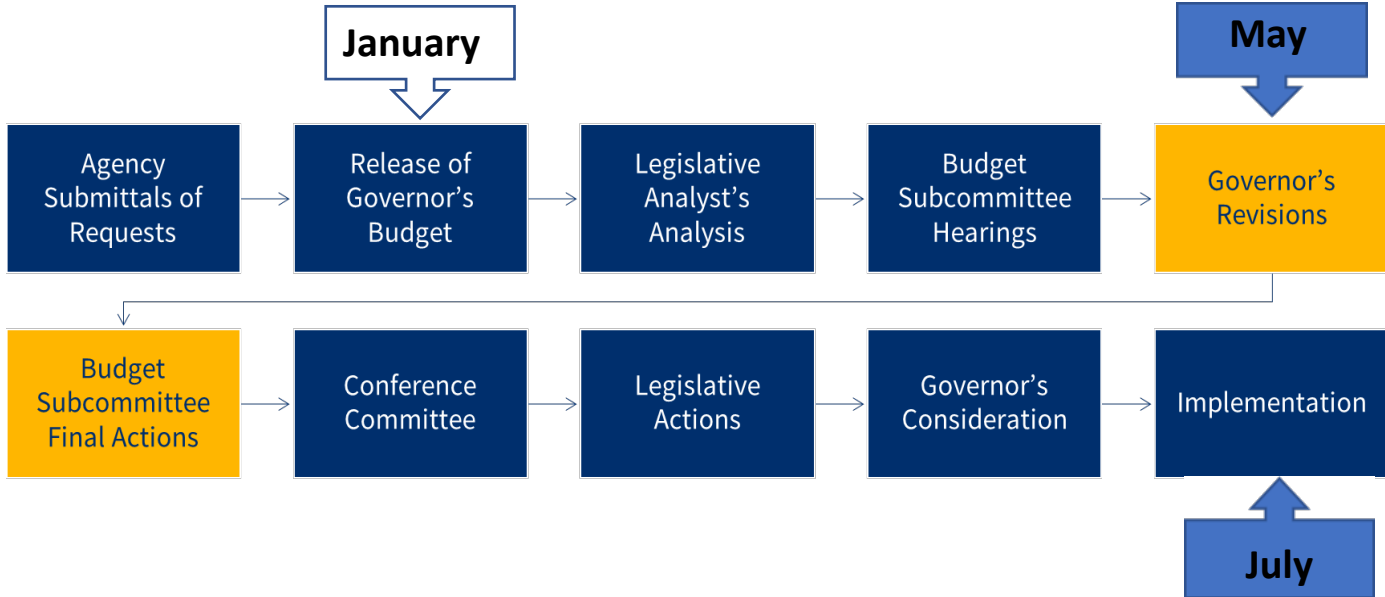 January
May
Agency
Submittals of
Requests
Release of
Governor’s
Budget
Legislative
Analyst’s
Analysis
Budget
Subcommittee
Hearings
Governor’s
Revisions
Budget
Subcommittee
Final Actions
Conference
Committee
Legislative
Actions
Governor’s
Consideration
Implementation
July